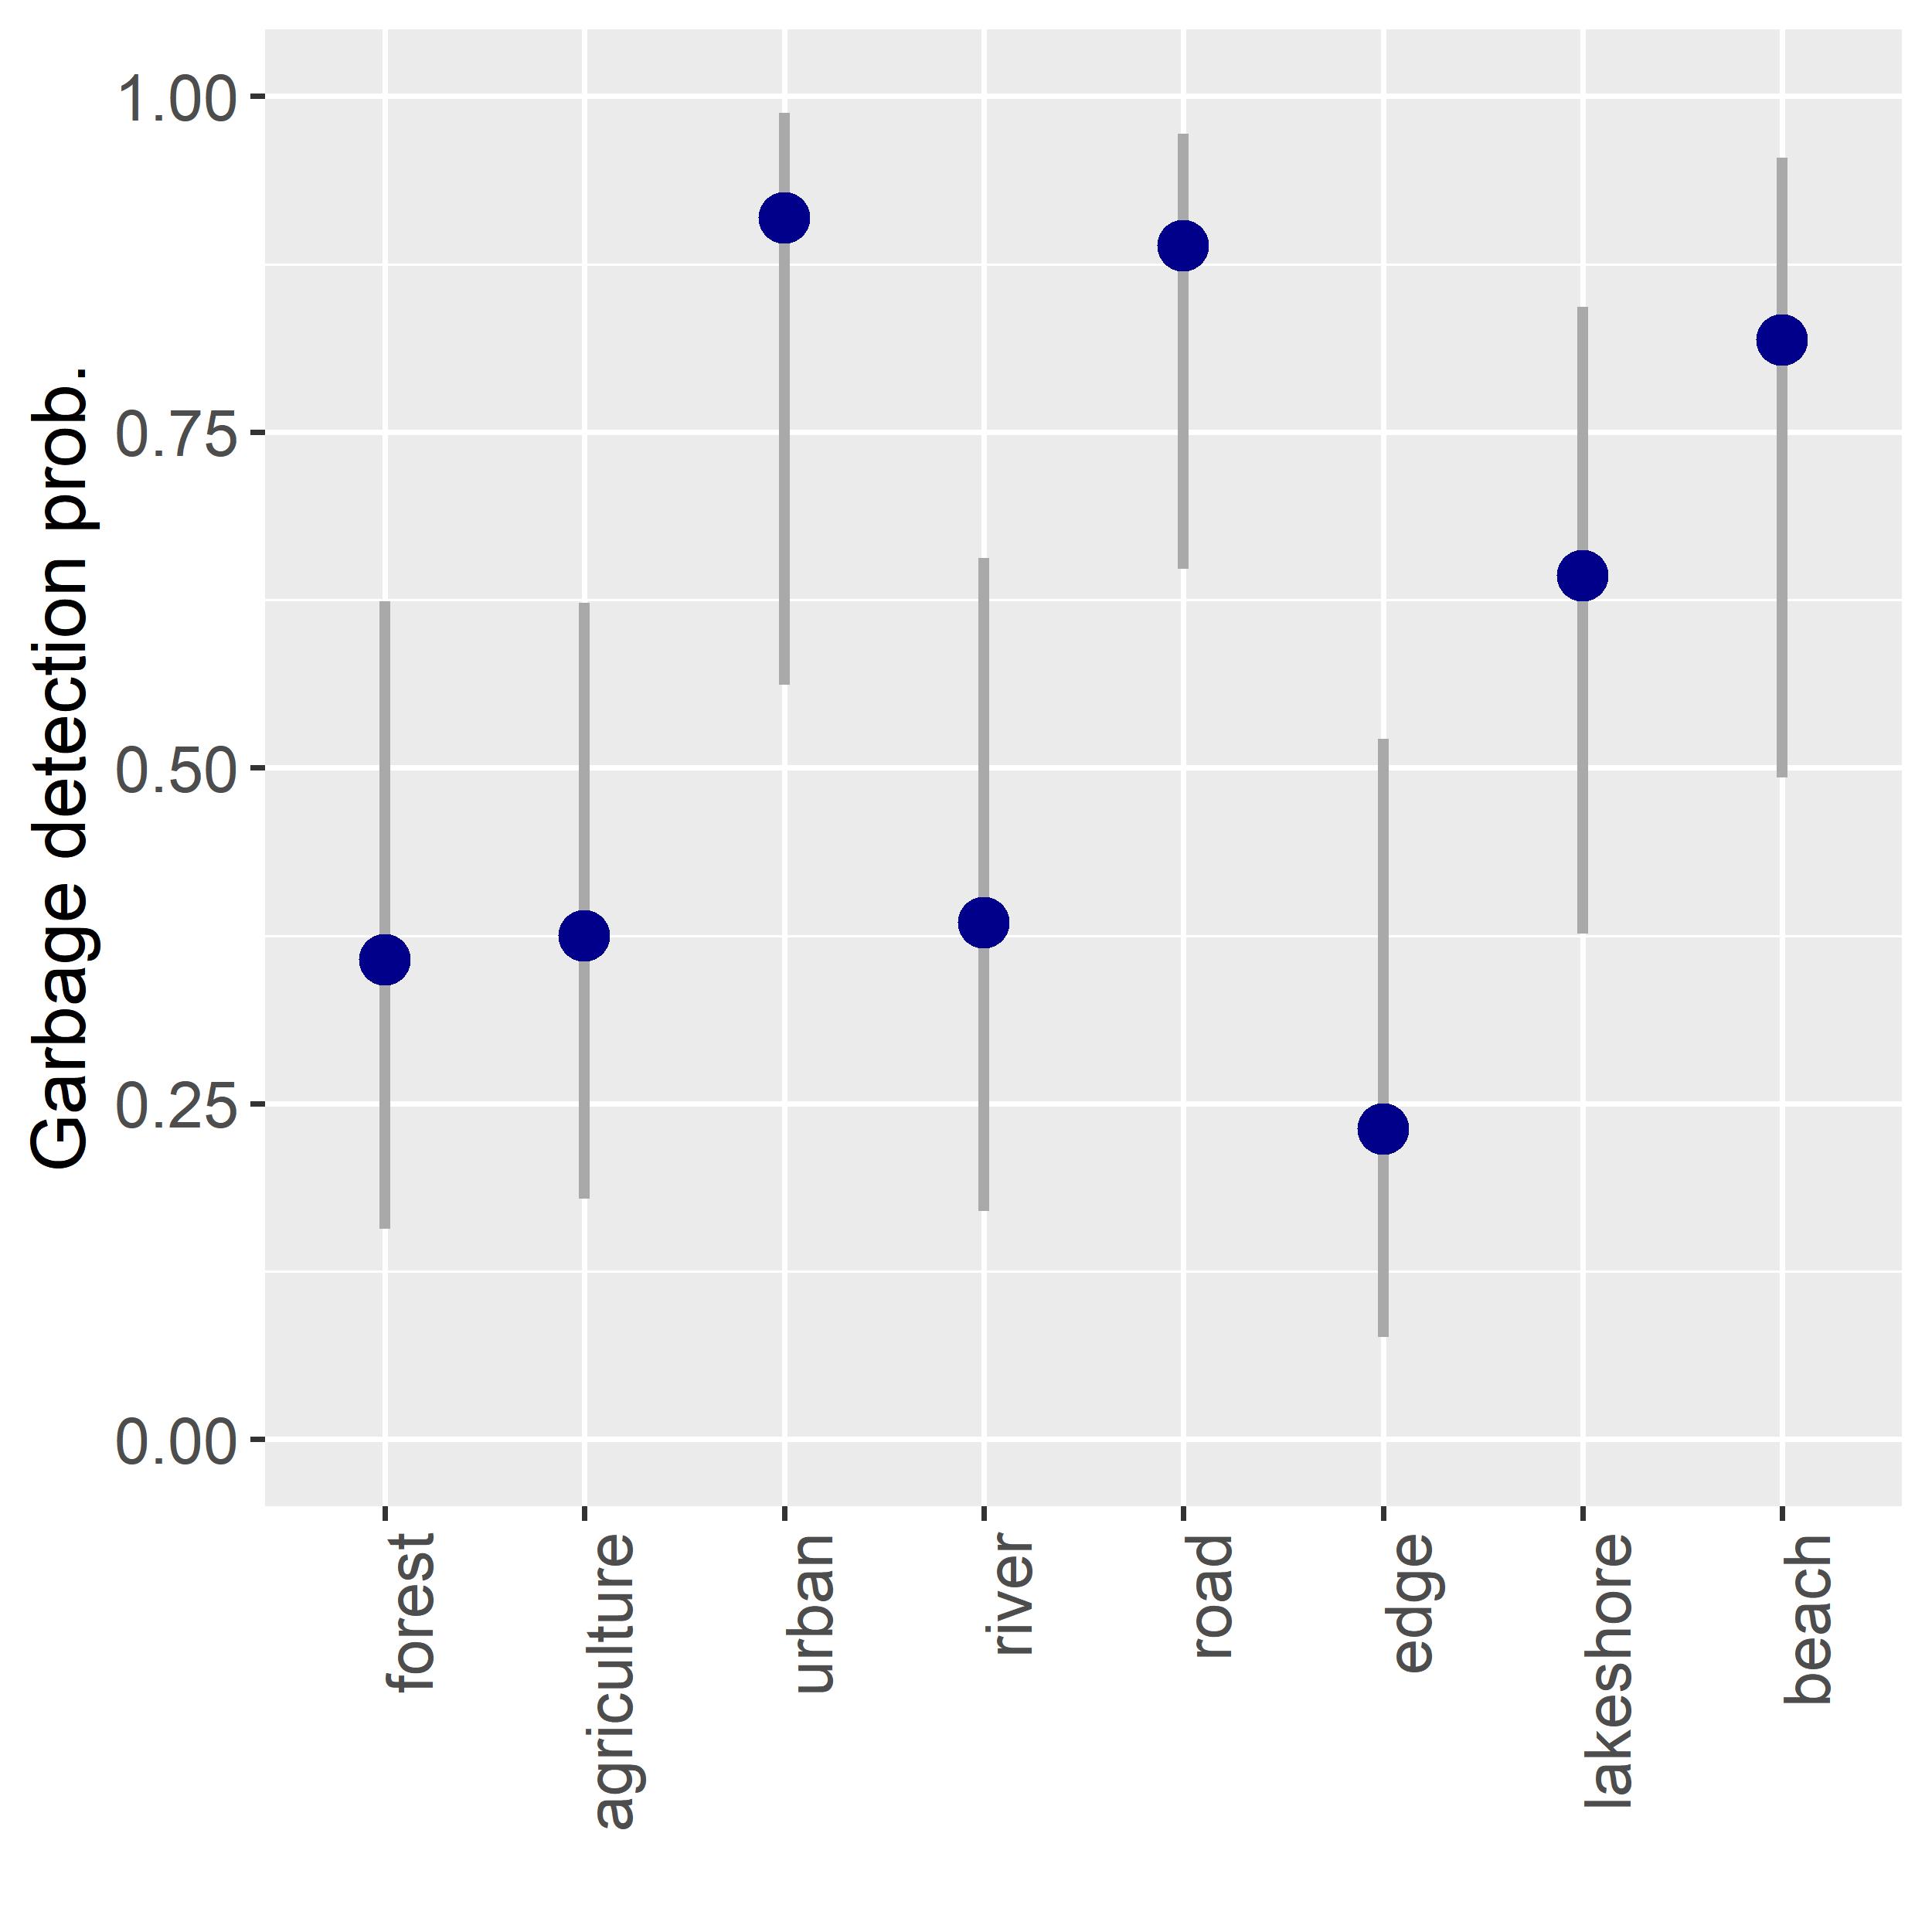 Garbage detection prob.
1.00
0.75
0.50
0.25
0.00
forest
agriculture
urban
river
road
edge
lakeshore
beach